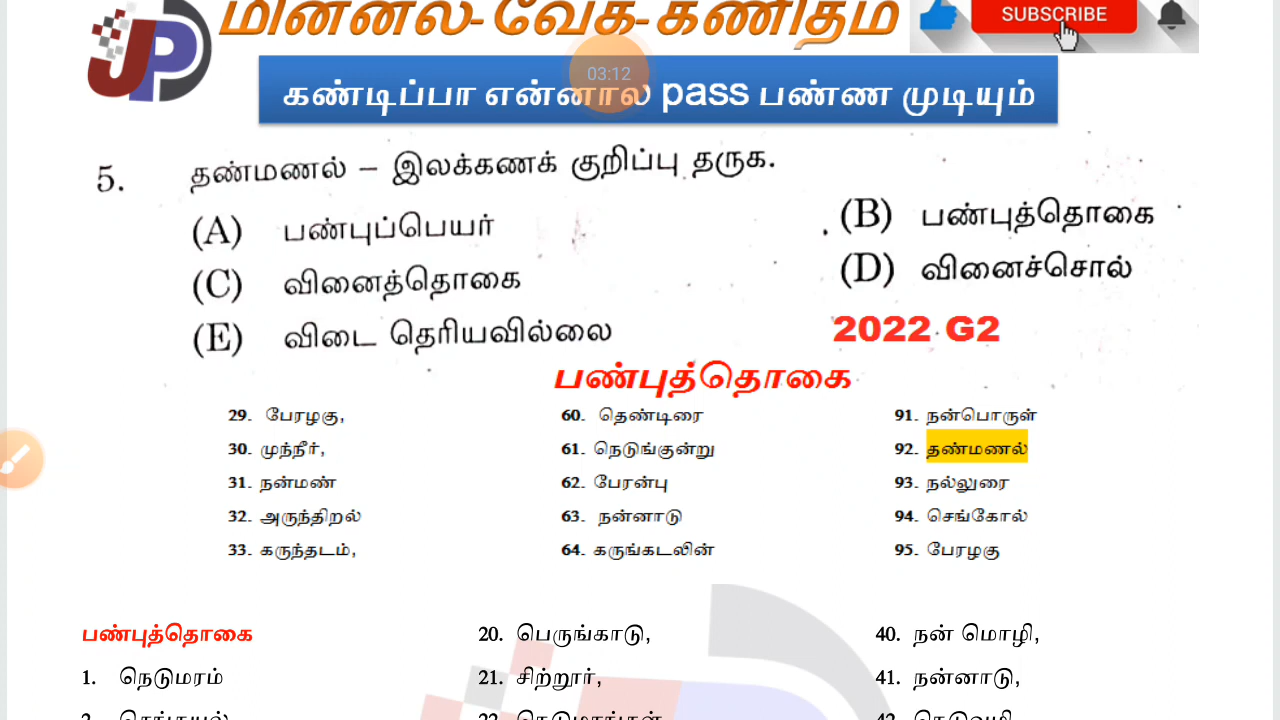 JP
மின்னல்-வேக-கணிதம்
SUBSCRIBE
03:12
கண்டிப்பா என்னால pass பண்ண முடியும்
5. தண்மணல் – இலக்கணக் குறிப்பு தருக.
(A) பண்புப்பெயர் (B) பண்புத்தொகை
(C) வினைத்தொகை (D) வினைச்சொல்
(E) விடை தெரியவில்லை 2022 G2
பண்புத்தொகை
29. பேரழகு, 60. தெண்டிரை 91. நன்பொருள்
30. முந்நீர், 61. நெடுங்குன்று 92. தண்மணல்
31. நன்மண் 62. பேரன்பு 93. நல்லுரை
32. அருந்திறல் 63. நன்னாடு 94. செங்கோல்
33. கருந்தடம், 64. கருங்கடலின் 95. பேரழகு
பண்புத்தொகை 20. பெருங்காடு, 40. நன் மொழி,
1. நெடுமரம் 21. சிற்றூர், 41. நன்னாடு,